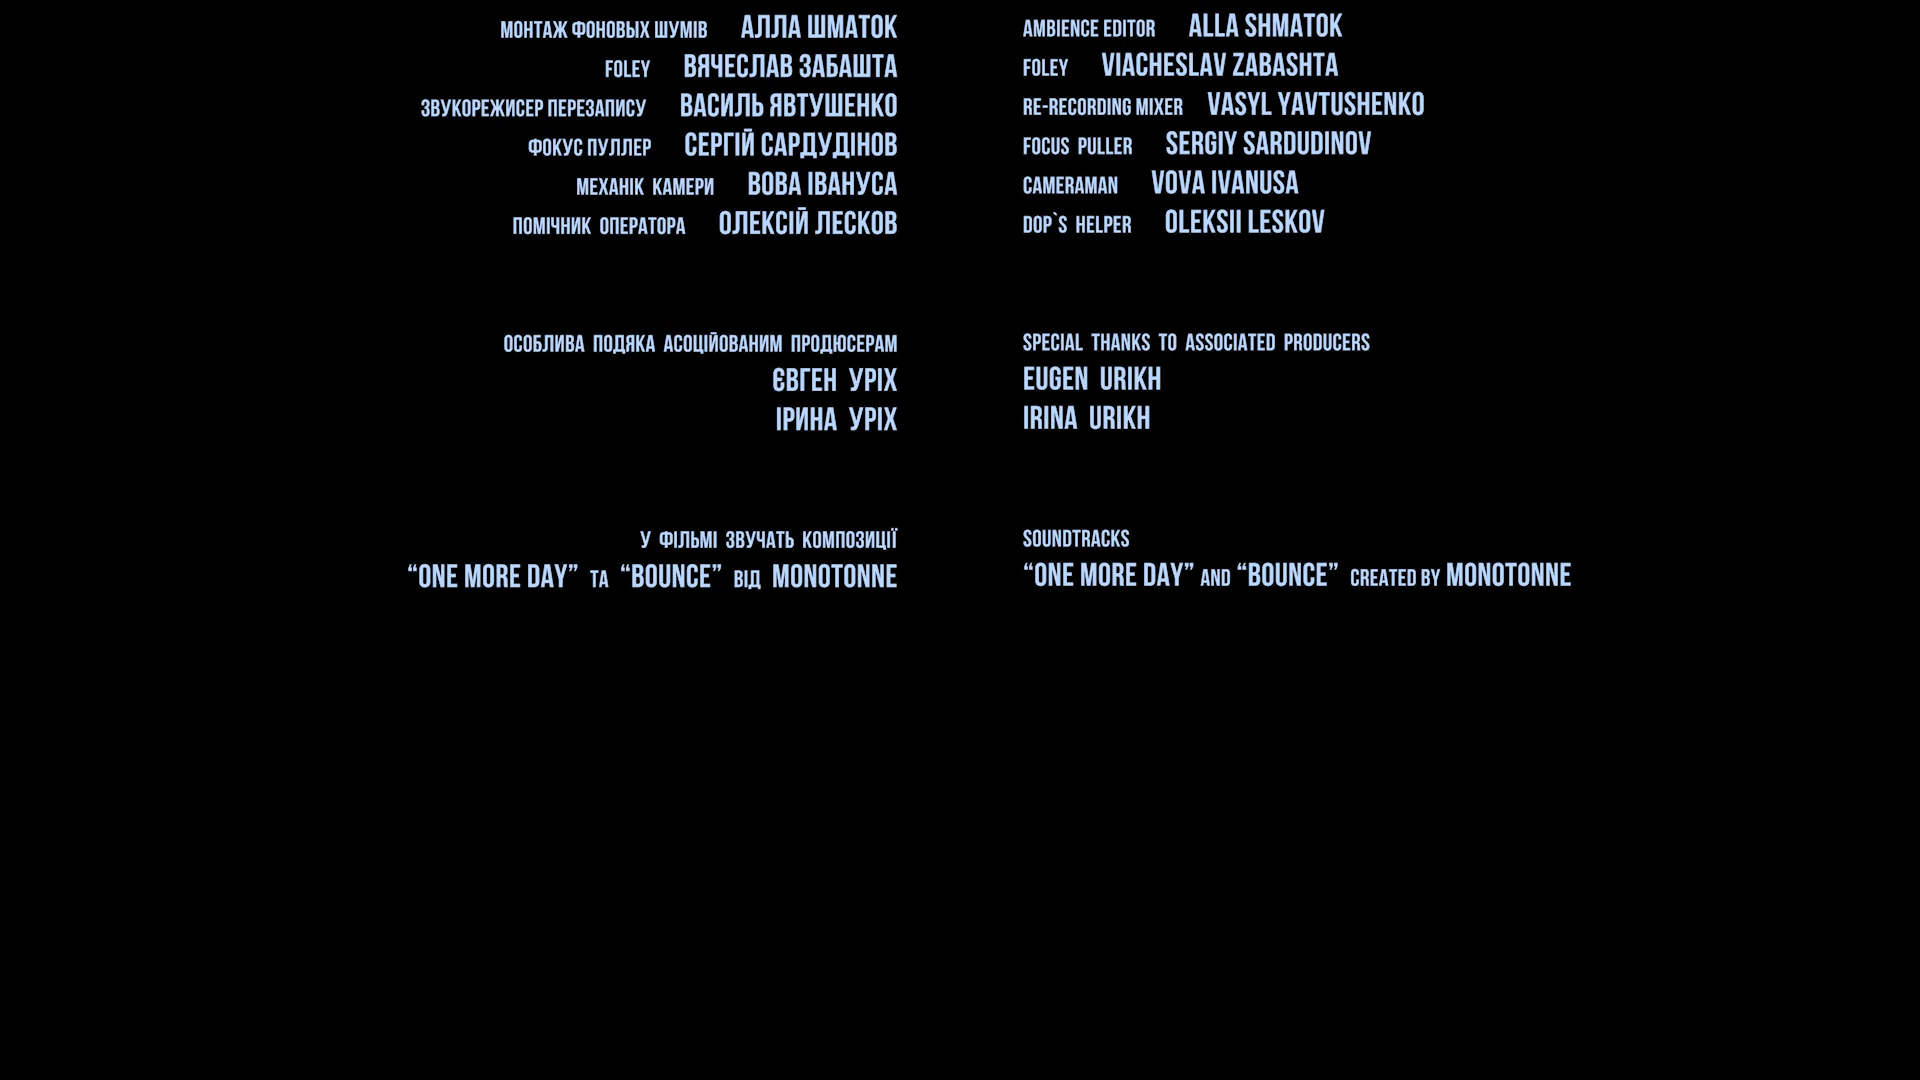 МОНТАЖ ФОНОВЫХ ШУМІВ АЛЛА ШМАТОК
FOLEY ВЯЧЕСЛАВ ЗАБАШТА
ЗВУКОРЕЖИСЕР ПЕРЕЗАПИСУ ВАСИЛЬ ЯВТУШЕНКО
ФОКУС ПУЛЛЕР СЕРГІЙ САРДУДІНОВ
МЕХАНІК КАМЕРИ ВОВА ІВАНУСА
ПОМІЧНИК ОПЕРАТОРА ОЛЕКСІЙ ЛЕСКОВ
ОСОБЛИВА ПОДЯКА АСОЦІЙОВАНИМ ПРОДЮСЕРАМ
ЄВГЕН УРІХ
ІРИНА УРІХ
У ФІЛЬМІ ЗВУЧАТЬ КОМПОЗИЦІЇ
“ONE MORE DAY” ТА “BOUNCE” ВІД MONOTONNE
AMBIENCE EDITOR ALLA SHMATOK
FOLEY VIACHESLAV ZABASHTA
RE-RECORDING MIXER VASYL YAVTUSHENKO
FOCUS PULLER SERGIY SARDUDINOV
CAMERAMAN VOVA IVANUSA
DOP`S HELPER OLEKSII LESKOV
SPECIAL THANKS TO ASSOCIATED PRODUCERS
EUGEN URIKH
IRINA URIKH
SOUNDTRACKS
“ONE MORE DAY” AND “BOUNCE” CREATED BY MONOTONNE